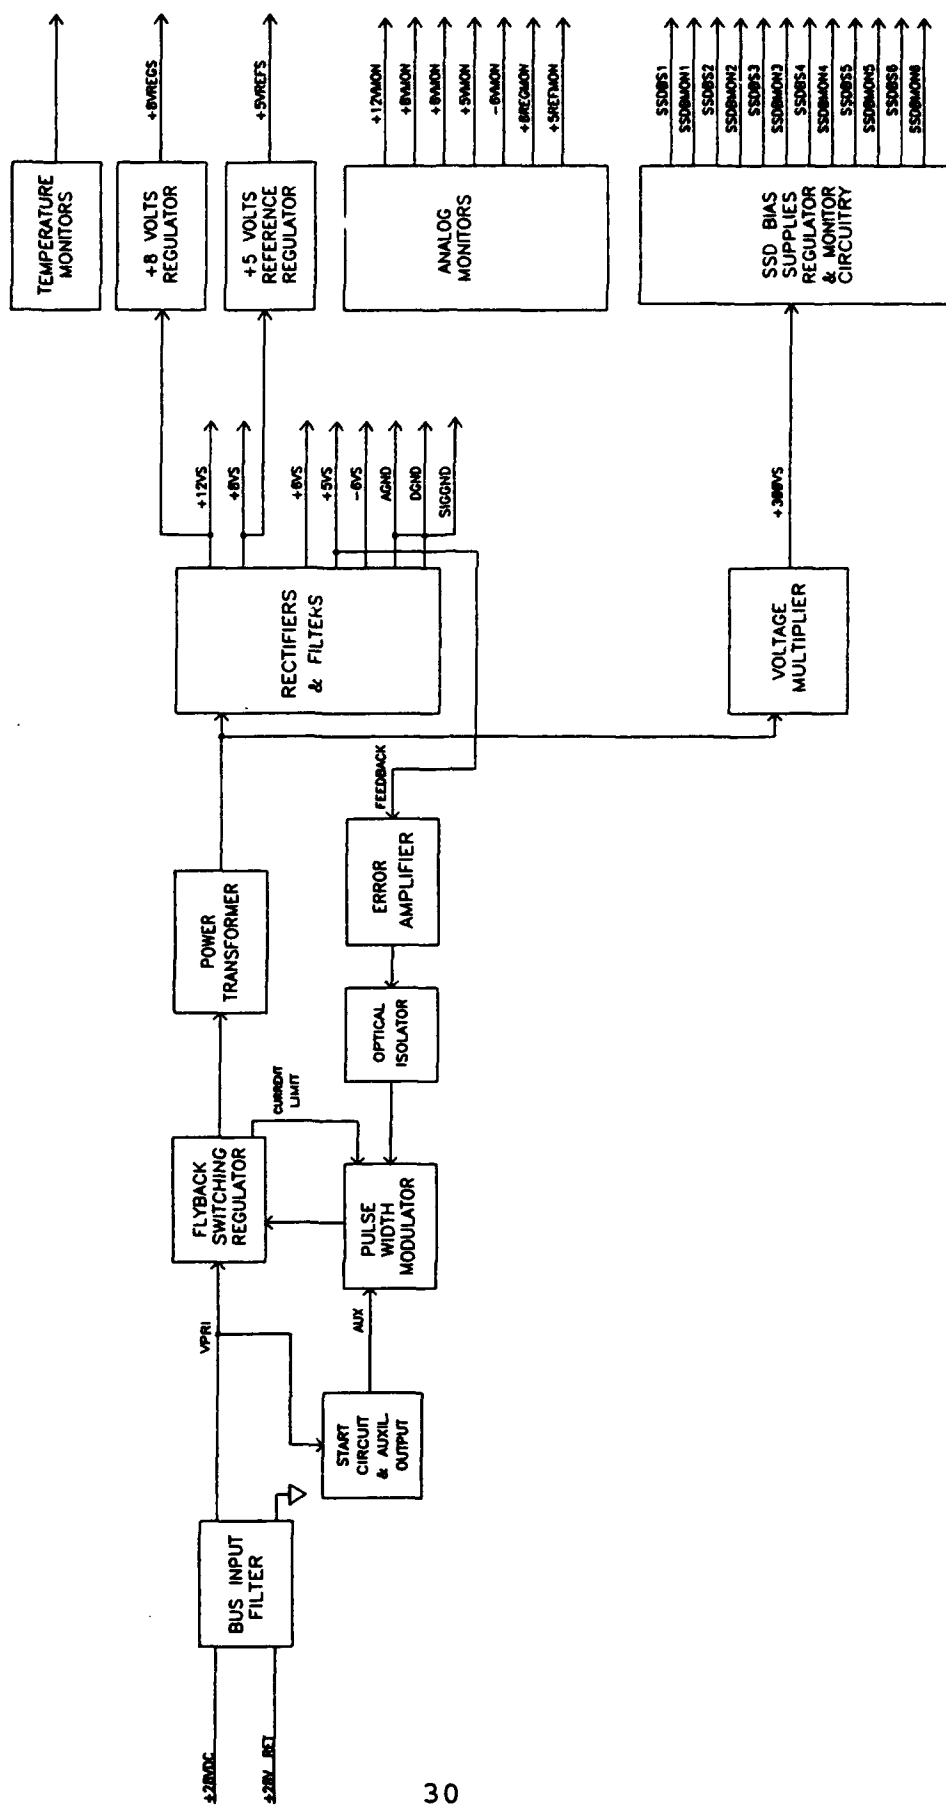 ±28VDC
±28V RET
BUS INPUT
FILTER
VPRI
START
CIRCUIT
& AUXIL.
OUTPUT
AUX
FLYBACK
SWITCHING
REGULATOR
CURRENT
LIMIT
PULSE
WIDTH
MODULATOR
POWER
TRANSFORMER
OPTICAL
ISOLATOR
ERROR
AMPLIFIER
FEEDBACK
RECTIFIERS
& FILTERS
+12VS
+8VS
+6VS
+5VS
-6VS
AGND
DGND
SIGGND
VOLTAGE
MULTIPLIER
+300VS
TEMPERATURE
MONITORS
+8 VOLTS
REGULATOR
+8VREGS
+5 VOLTS
REFERENCE
REGULATOR
+5VREFS
ANALOG
MONITORS
+12VMON
+5VMON
-6VMON
+8REGMON
+5REFMON
SSD BIAS
SUPPLIES
REGULATOR
& MONITOR
CIRCUITRY
SSDBS1
SSDBMON1
SSDBS2
SSDBMON2
SSDBS3
SSDBMON3
SSDBS4
SSDBMON4
SSDBS5
SSDBMON5
SSDBS6
SSDBMON6
30